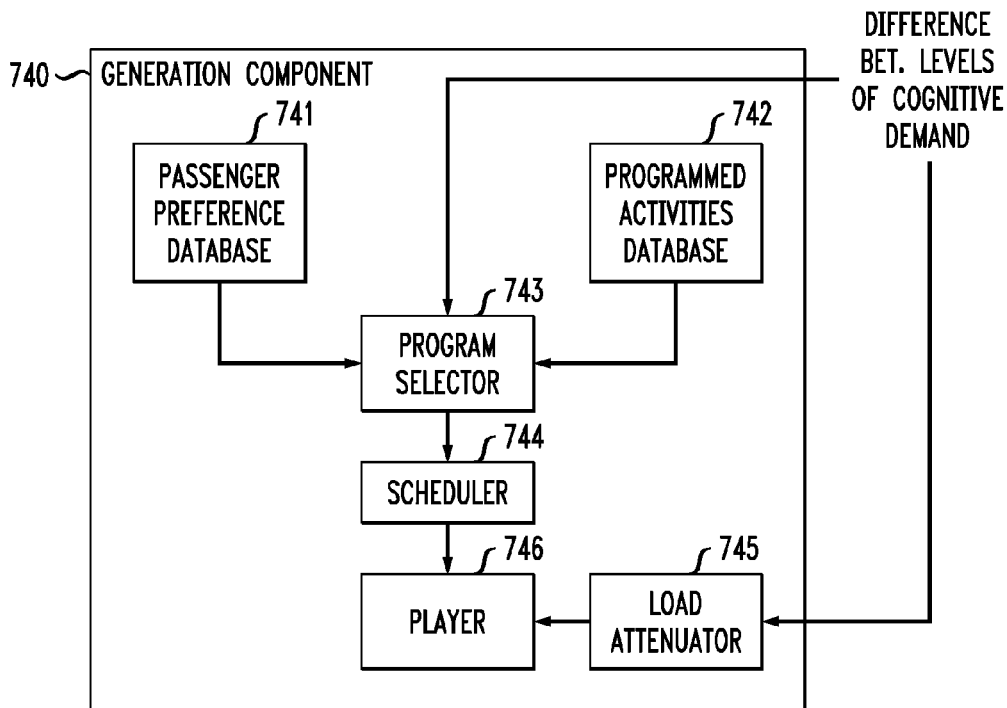 DIFFERENCE
BET. LEVELS
OF COGNITIVE
DEMAND
740
GENERATION COMPONENT
741
PASSENGER
PREFERENCE
DATABASE
742
PROGRAMMED
ACTIVITIES
DATABASE
743
PROGRAM
SELECTOR
744
SCHEDULER
746
PLAYER
745
LOAD
ATTENUATOR